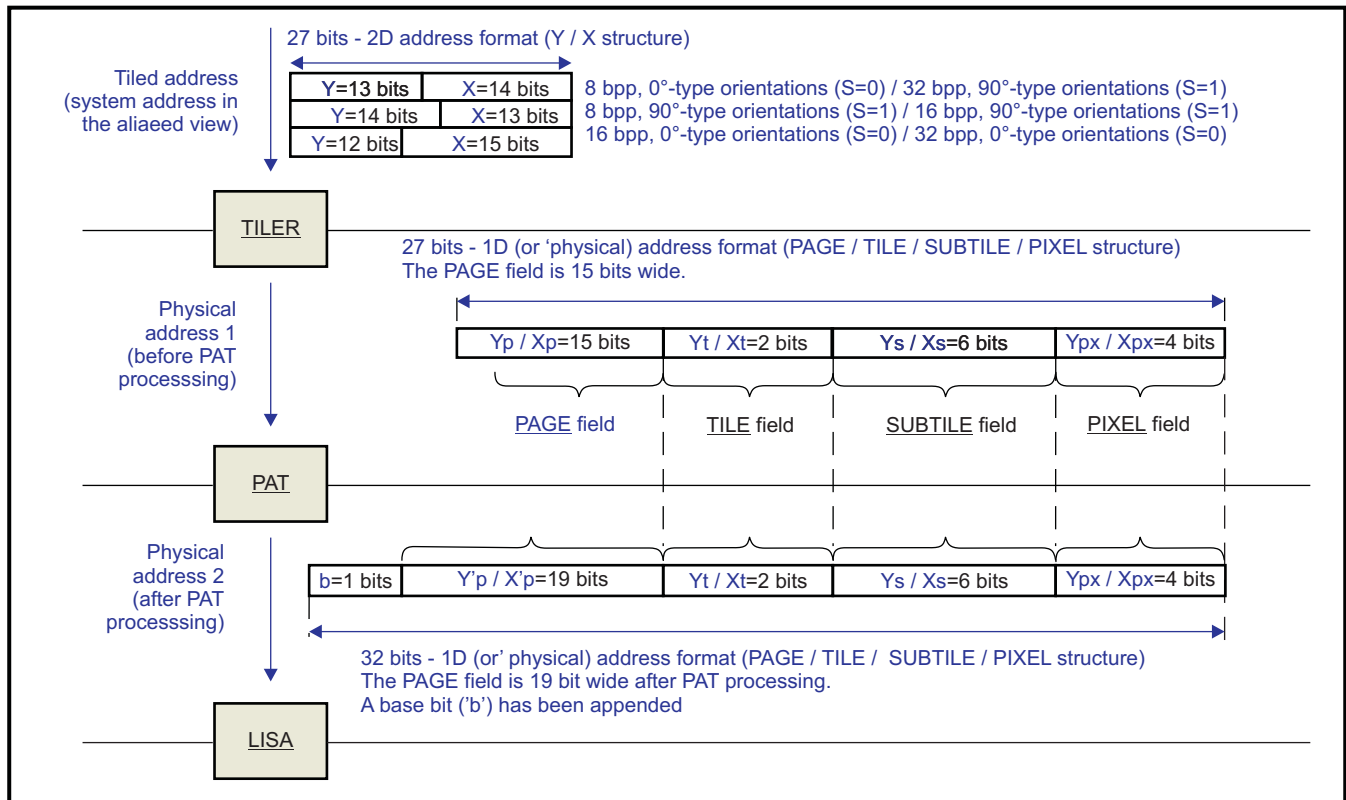 27 bits - 2D address format (Y / X structure)
Tiled address
(system address in
the aliaeed view)
Y=13 bits X=14 bits 8 bpp, 0°-type orientations (S=0) / 32 bpp, 90°-type orientations (S=1)
Y=14 bits X=13 bits 8 bpp, 90°-type orientations (S=1) / 16 bpp, 90°-type orientations (S=1)
Y=12 bits X=15 bits 16 bpp, 0°-type orientations (S=0) / 32 bpp, 0°-type orientations (S=0)
TILER
27 bits - 1D (or ‘physical) address format (PAGE / TILE / SUBTILE / PIXEL structure)
The PAGE field is 15 bits wide.
Physical
address 1
(before PAT
processsing)
Yp / Xp=15 bits Yt / Xt=2 bits Ys / Xs=6 bits Ypx / Xpx=4 bits
PAGE field TILE field SUBTILE field PIXEL field
PAT
Physical
address 2
(after PAT
processsing)
b=1 bits Y’p / X’p=19 bits Yt / Xt=2 bits Ys / Xs=6 bits Ypx / Xpx=4 bits
32 bits - 1D (or’ physical) address format (PAGE / TILE / SUBTILE / PIXEL structure)
The PAGE field is 19 bit wide after PAT processing.
A base bit (’b’) has been appended
LISA